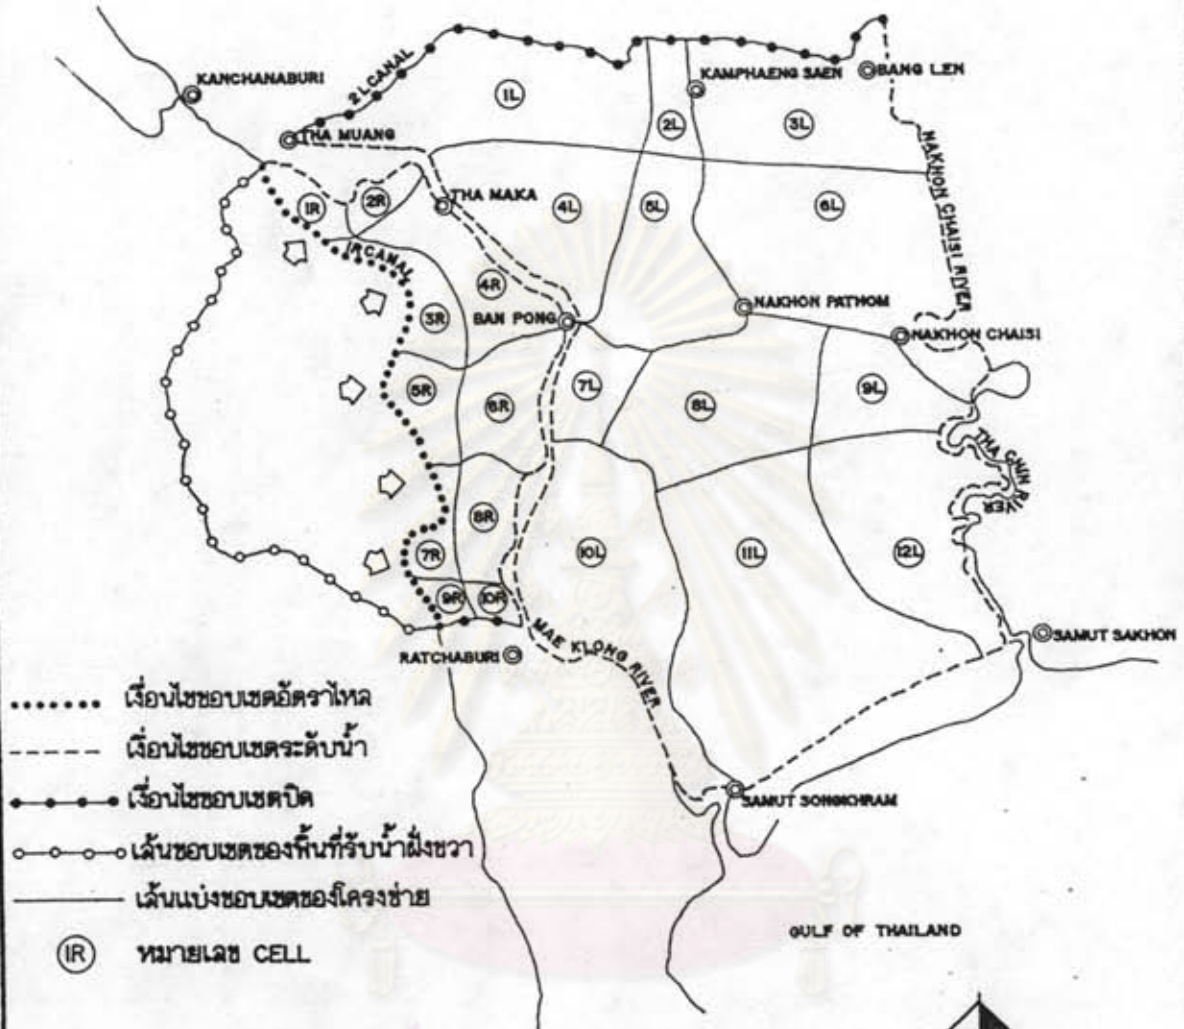 KANCHANABURI
2L CANAL
THA MUANG
1L
KAMPHAENG SAEN
BANG LEN
2L
3L
NAKHON CHAISI RIVER
1R
2R
THA MAKA
4L
5L
6L
1R CANAL
4R
3R
BAN PONG
NAKHON PATHOM
NAKHON CHAISI
5R
6R
7L
8L
9L
THA CHIN RIVER
8R
7R
10L
11L
12L
9R
10R
MAE KLONG RIVER
RATCHABURI
SAMUT SAKHON
SAMUT SONGKHRAM
GULF OF THAILAND
เงื่อนไขขอบเขตอัตราไหล
เงื่อนไขขอบเขตระดับน้ำ
เงื่อนไขขอบเขตปิด
เส้นขอบเขตของพื้นที่รับน้ำฝั่งขวา
เส้นแบ่งขอบเขตของโครงข่าย
1R หมายเลข CELL